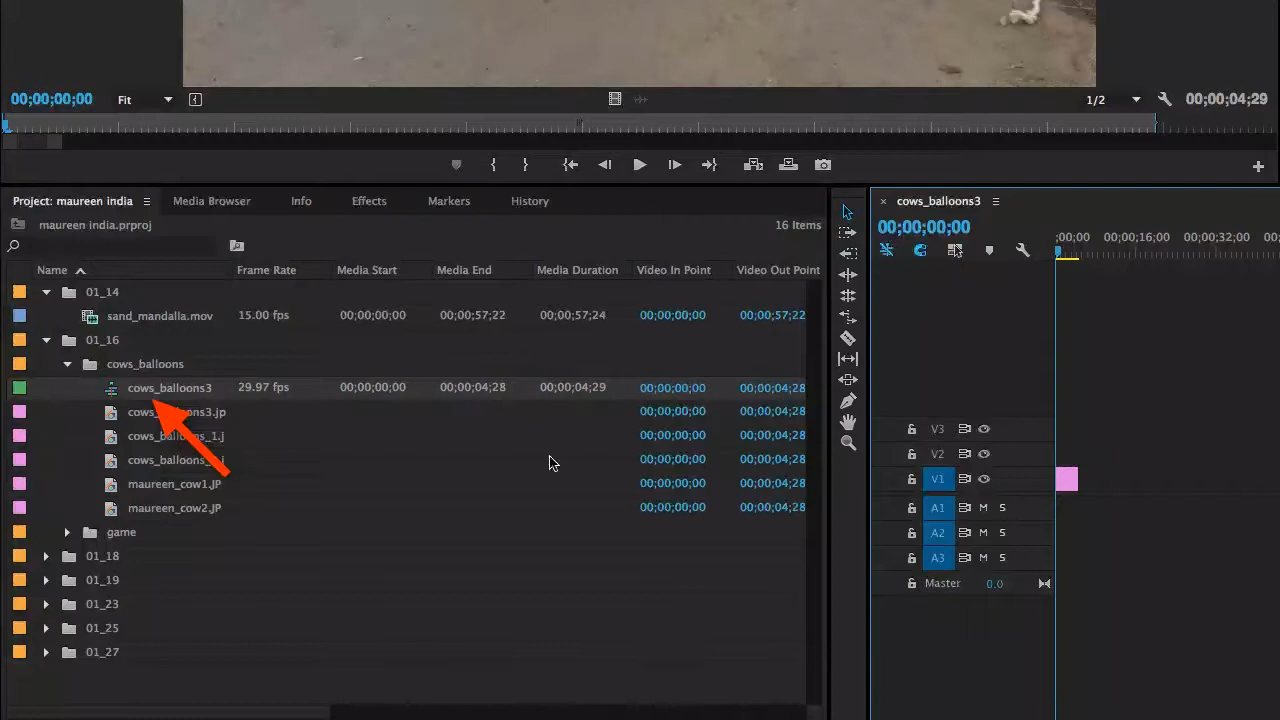 00;00;00;00 Fit 1/2 00;00;04;29
Project: maureen india Media Browser Info Effects Markers History
maureen india.prproj 16 Items
Name Frame Rate Media Start Media End Media Duration Video In Point Video Out Point
01_14
sand_mandalla.mov 15.00 fps 00;00;00;00 00;00;57;22 00;00;57;24 00;00;00;00 00;00;57;22
01_16
cows_balloons
cows_balloons3 29.97 fps 00;00;00;00 00;00;04;28 00;00;04;29 00;00;00;00 00;00;04;28
00;00;00;00 00;00;04;28
00;00;00;00 00;00;04;28
00;00;00;00 00;00;04;28
maureen_cow1.JP 00;00;00;00 00;00;04;28
maureen_cow2.JP 00;00;00;00 00;00;04;28
game
01_18
01_19
01_23
01_25
01_27
× cows_balloons3
00;00;00;00
;00;00 00;00;16;00 00;00;32;00 00;
V3
V2
V1
A1 M S
A2 M S
A3 M S
Master 0.0